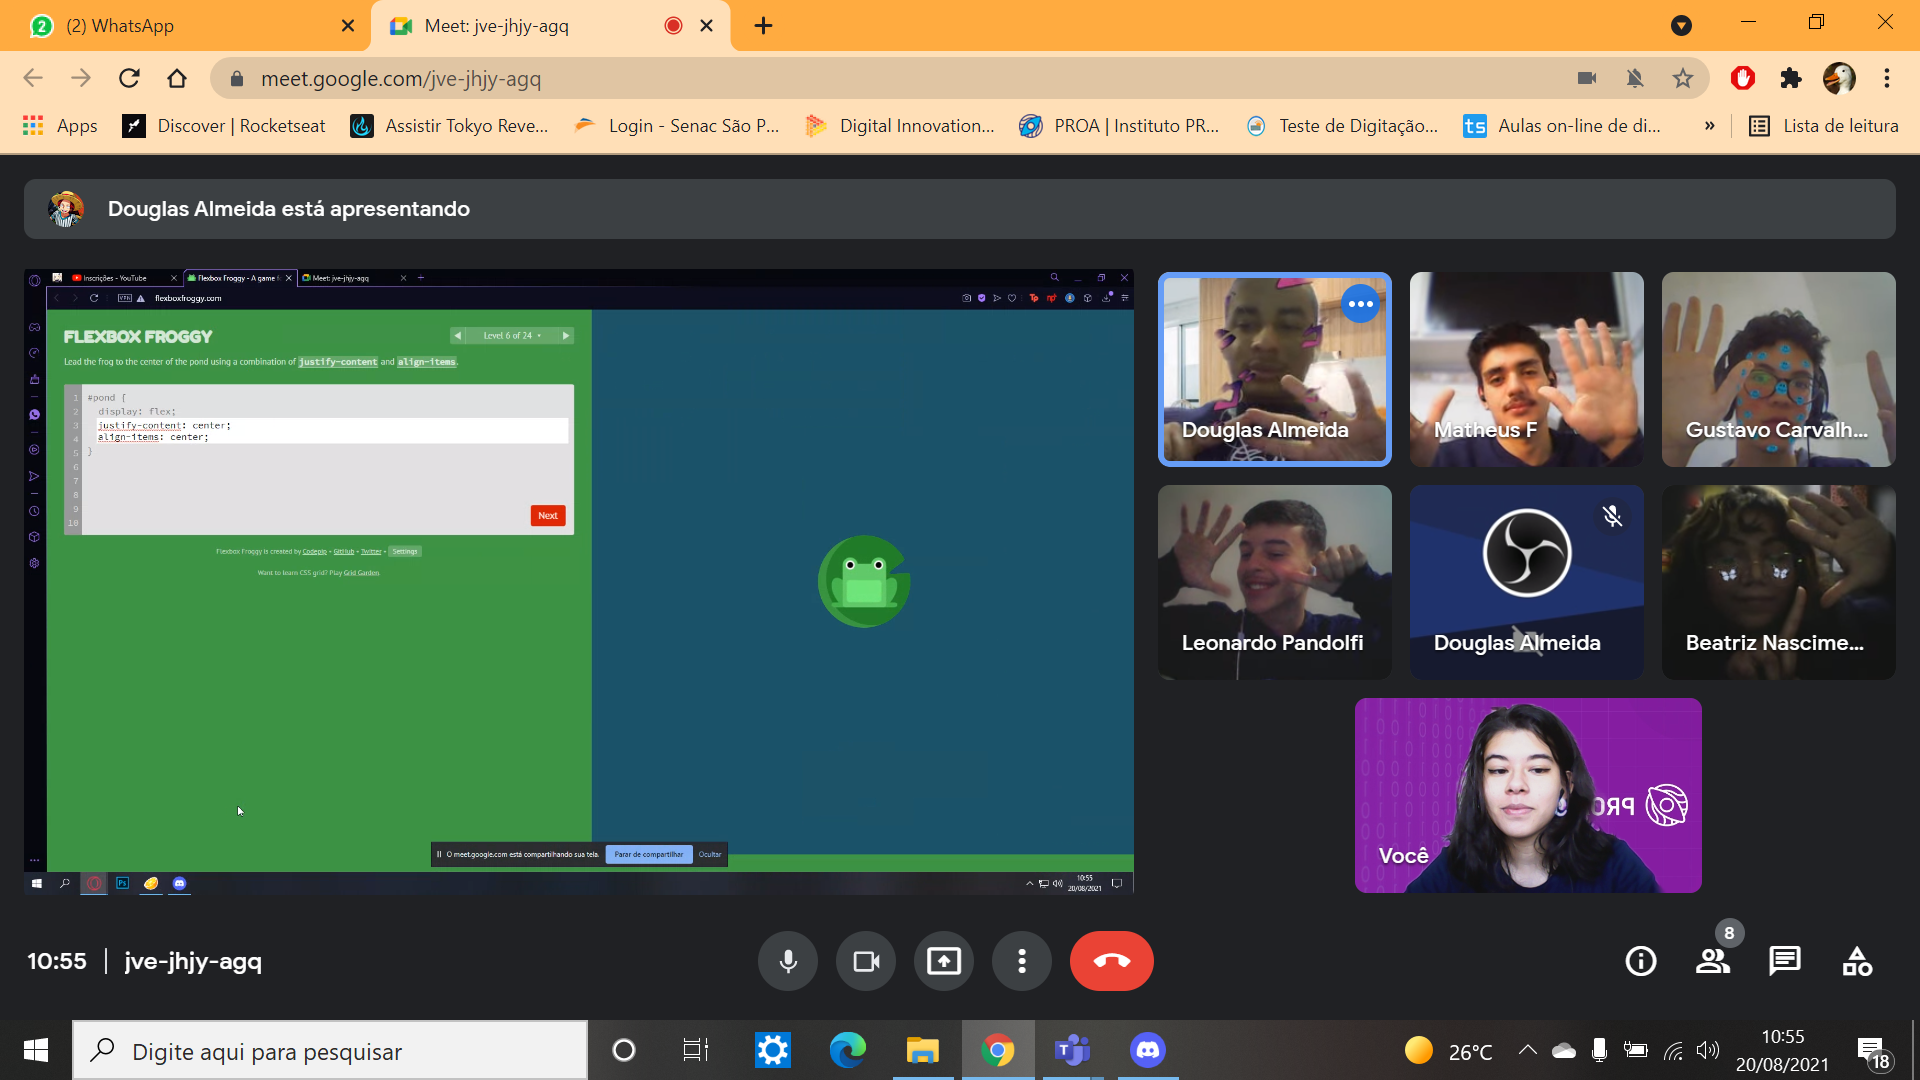 (2) WhatsApp
Meet: jve-jhjy-agq
meet.google.com/jve-jhjy-agq
Apps
Discover | Rocketseat
Assistir Tokyo Reve...
Login - Senac São P...
Digital Innovation...
PROA | Instituto PR...
Teste de Digitação...
ts
Aulas on-line de di...
»
Lista de leitura
Douglas Almeida está apresentando
Inscrições - YouTube
Flexbox Froggy - A game f
Meet: jve-jhjy-agq
VPN
flexboxfroggy.com
FLEXBOX FROGGY
Level 6 of 24
Lead the frog to the center of the pond using a combination of justify-content and align-items.
1 #pond {
2 display: flex;
3 justify-content: center;
4 align-items: center;
5 }
6
7
8
9
10
Next
Flexbox Froggy is created by Codepip • GitHub • Twitter • Settings
Want to learn CSS grid? Play Grid Garden.
O meet.google.com está compartilhando sua tela.
Parar de compartilhar
Ocultar
Ps
10:55
20/08/2021
Douglas Almeida
Matheus F
Gustavo Carvalh...
Leonardo Pandolfi
Douglas Almeida
Beatriz Nascime...
PRO
Você
10:55 | jve-jhjy-agq
8
Digite aqui para pesquisar
26°C
10:55
20/08/2021
18